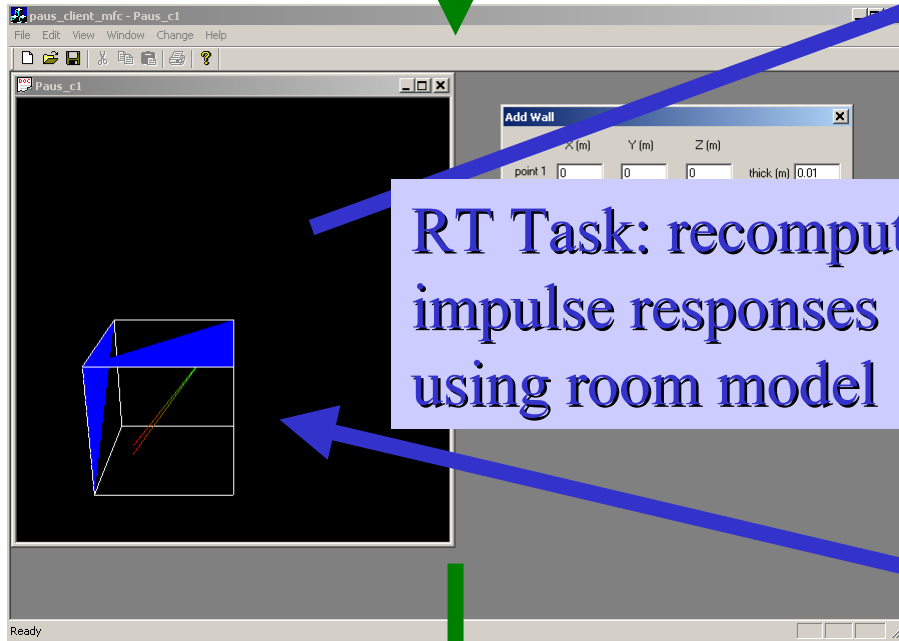 paus_client_mfc - Paus_c1
File Edit View Window Change Help
Paus_c1
Add Wall
X (m) Y (m) Z (m)
point 1 0 0 0 thick (m) 0.01
RT Task: recomput
impulse responses
using room model
Ready